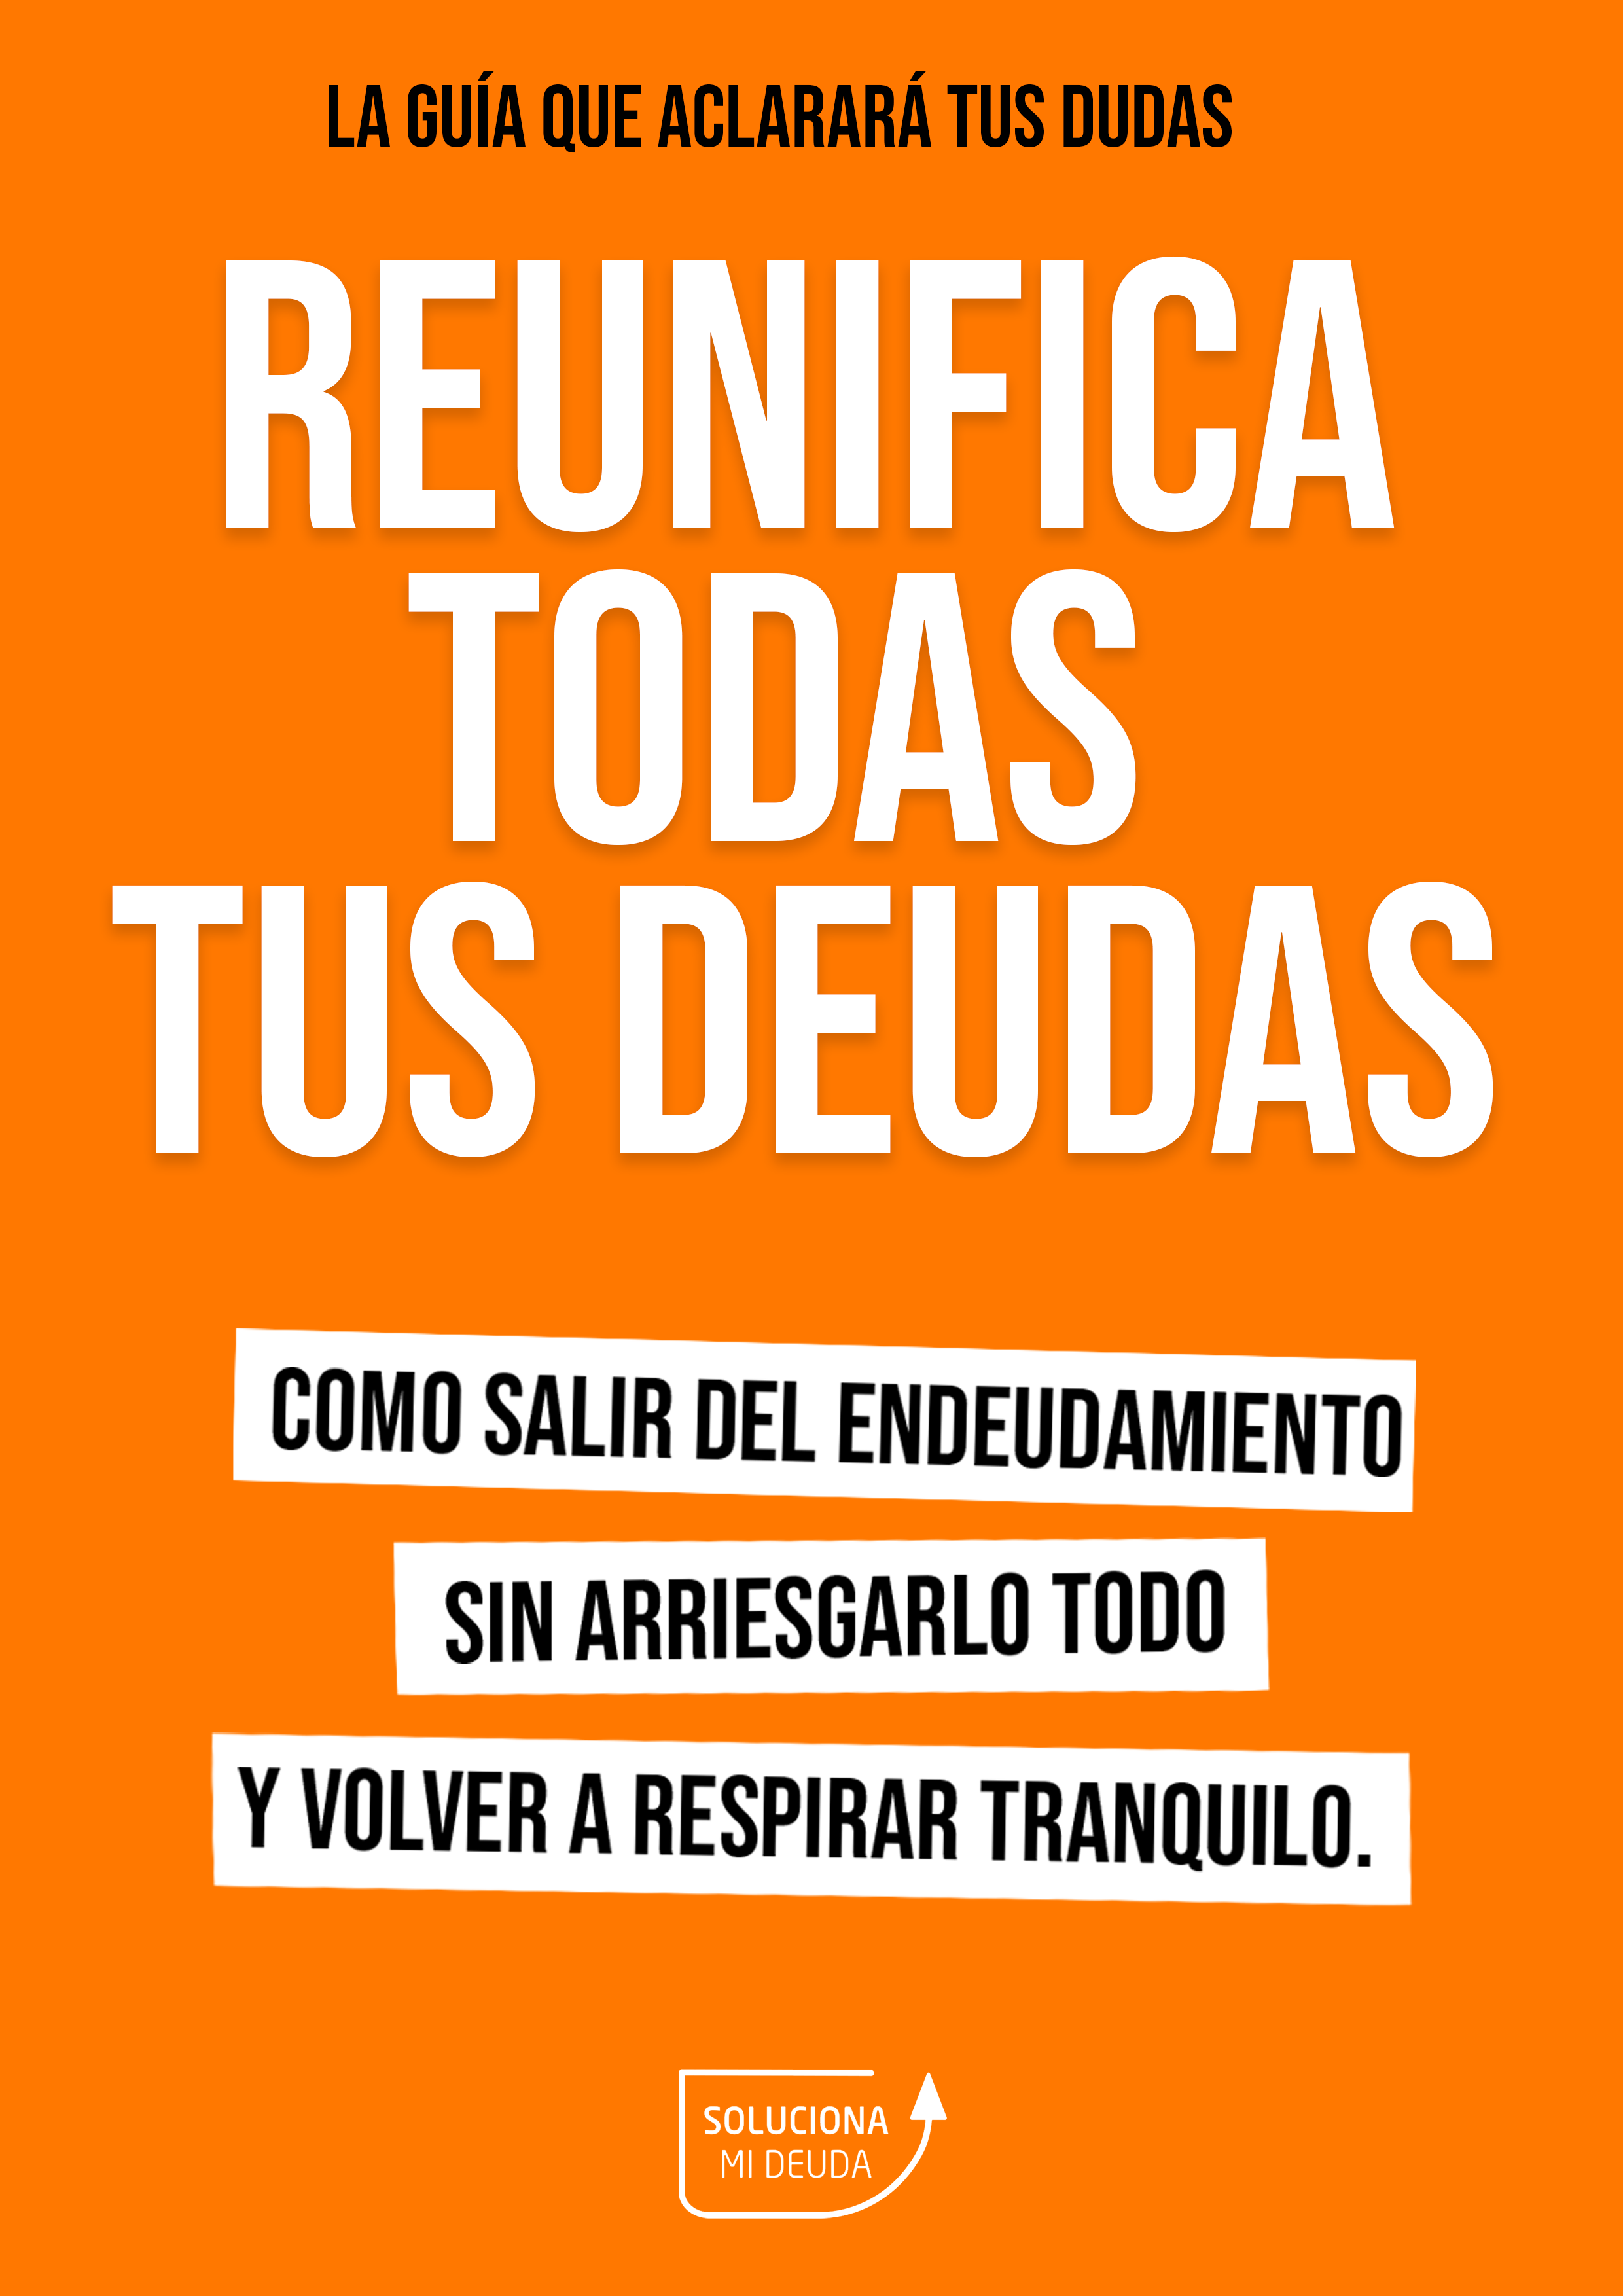 LA GUÍA QUE ACLARARÁ TUS DUDAS
REUNIFICA
TODAS
TUS DEUDAS
COMO SALIR DEL ENDEUDAMIENTO
SIN ARRIESGARLO TODO
Y VOLVER A RESPIRAR TRANQUILO.
SOLUCIONA
MI DEUDA